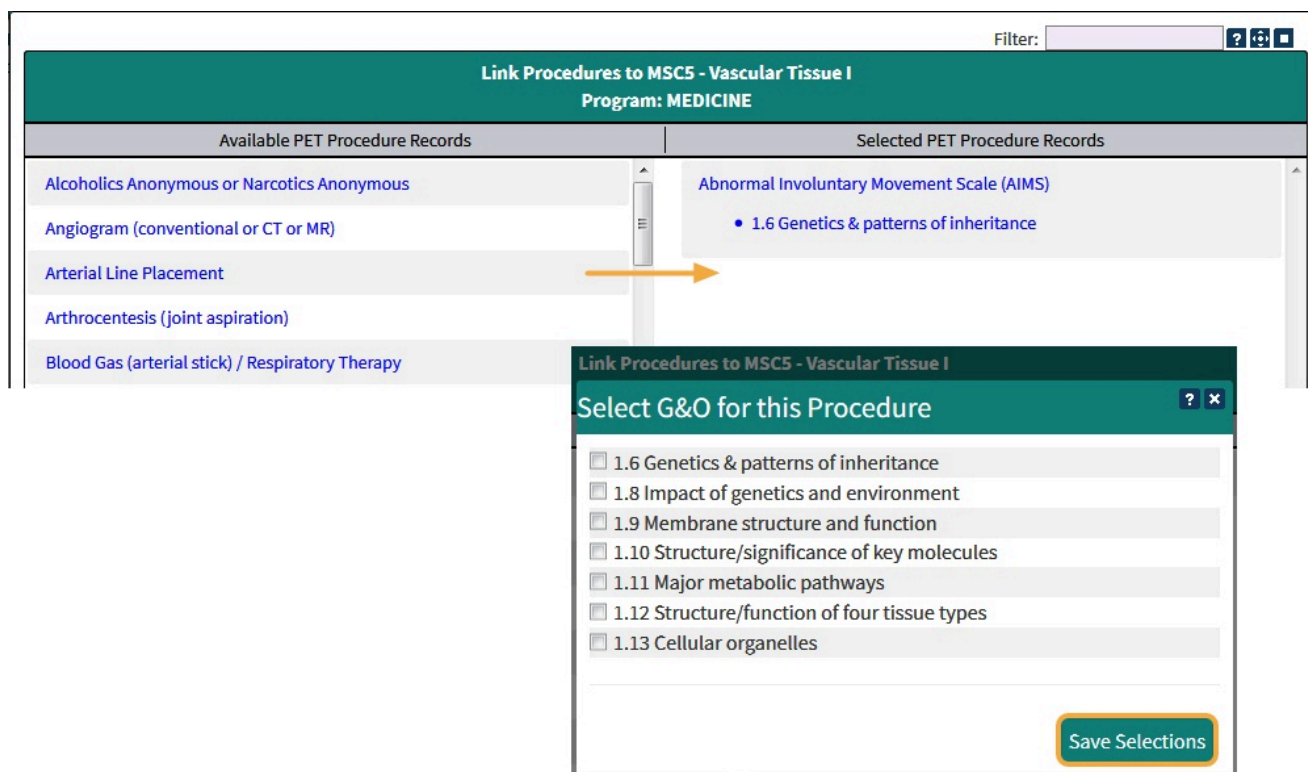 Filter:
Link Procedures to MSC5 - Vascular Tissue I
Program: MEDICINE
Available PET Procedure Records
Selected PET Procedure Records
Alcoholics Anonymous or Narcotics Anonymous
Angiogram (conventional or CT or MR)
Arterial Line Placement
Arthrocentesis (joint aspiration)
Blood Gas (arterial stick) / Respiratory Therapy
Abnormal Involuntary Movement Scale (AIMS)
• 1.6 Genetics & patterns of inheritance
Link Procedures to MSC5 - Vascular Tissue I
Select G&O for this Procedure
1.6 Genetics & patterns of inheritance
1.8 Impact of genetics and environment
1.9 Membrane structure and function
1.10 Structure/significance of key molecules
1.11 Major metabolic pathways
1.12 Structure/function of four tissue types
1.13 Cellular organelles
Save Selections